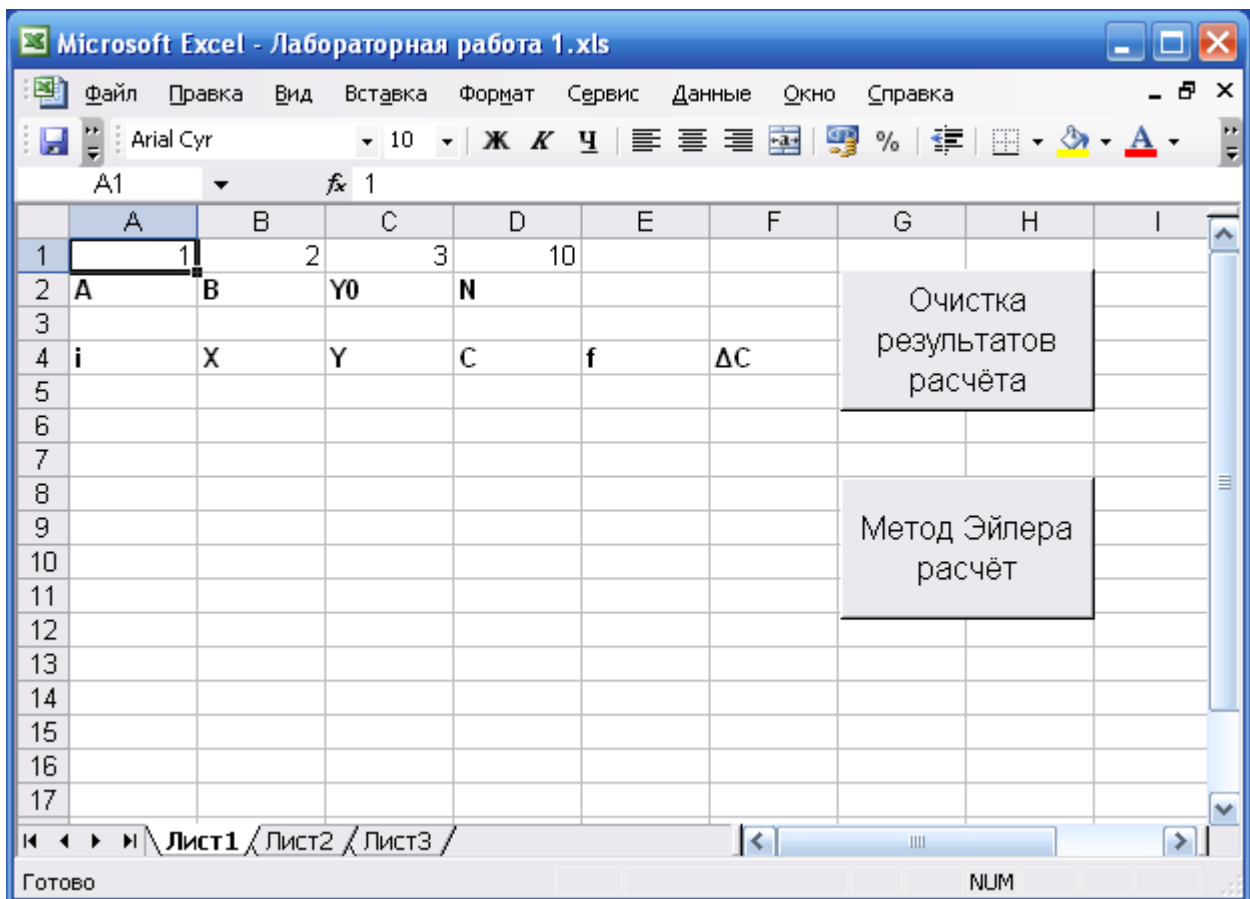 Microsoft Excel - Лабораторная работа 1.xls
Файл Правка Вид Вставка Формат Сервис Данные Окно Справка
Arial Cyr 10 Ж К Ч % A
A1 fx 1
A B C D E F G H I
1 1 2 3 10
2 A B Y0 N
3
4 i X Y C f ΔC
5
6
7
8
9
10
11
12
13
14
15
16
17
Очистка
результатов
расчёта
Метод Эйлера
расчёт
Лист1 Лист2 Лист3
Готово NUM